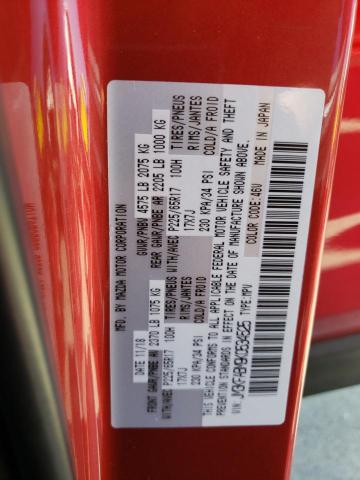 MFD. BY MAZDA MOTOR CORPORATION
11/18 GVWR/PNBV 4575 LB 2075 KG
FRONT GAWR/PNBE AV 2370 LB 1075 KG REAR GAWR/PNBE AR 2205 LB 1000 KG
WITH/AVEC P225/65R17 100H TIRES/PNEUS WITH/AVEC P225/65R17 100H TIRES/PNEUS
17X7J RIMS/JANTES 17X7J RIMS/JANTES
230 KPA/34 PSI COLD/A FROID 230 KPA/34 PSI COLD/A FROID
THIS VEHICLE CONFORMS TO ALL APPLICABLE FEDERAL MOTOR VEHICLE SAFETY AND THEFT
PREVENTION STANDARDS IN EFFECT ON THE DATE OF MANUFACTURE SHOWN ABOVE.
VIN: TYPE: MPV COLOR CODE: 46V MADE IN JAPAN